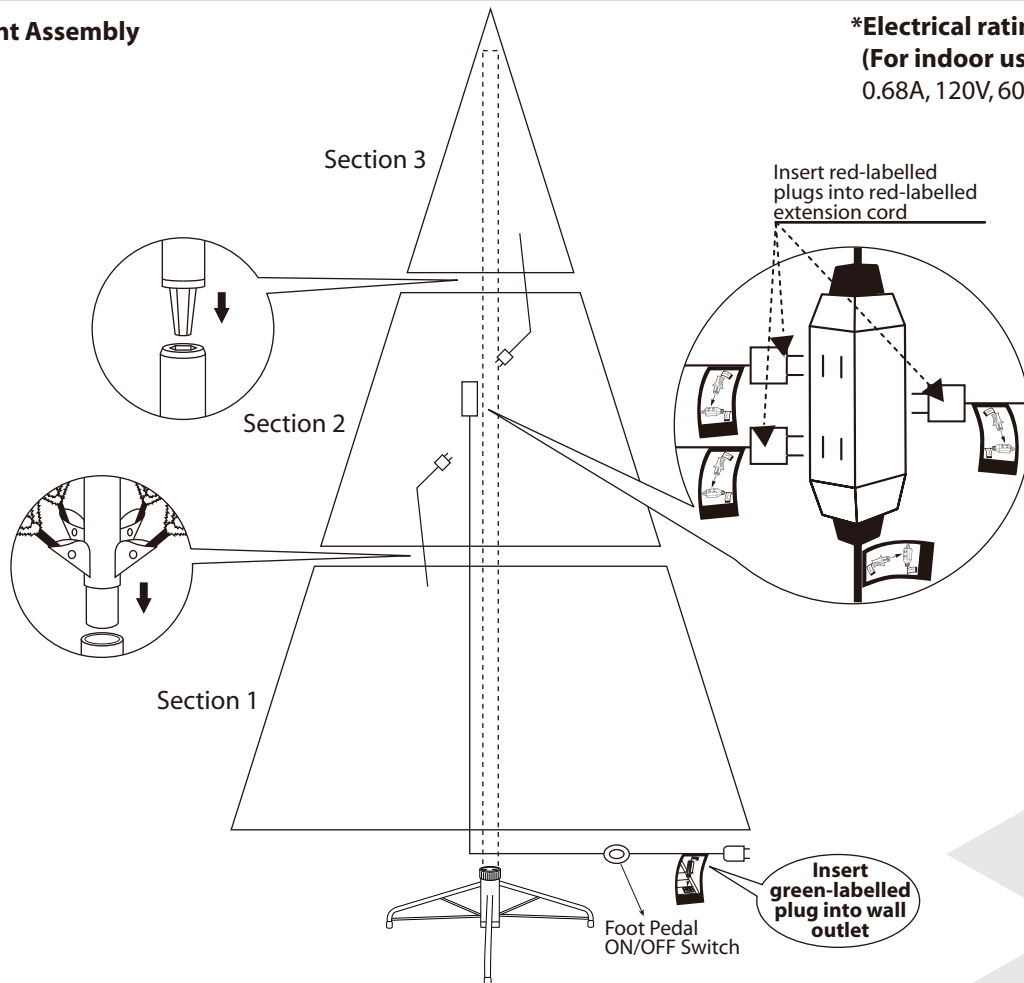 nt Assembly
*Electrical ratin
(For indoor us
0.68A, 120V, 60
Section 3
Insert red-labelled
plugs into red-labelled
extension cord
Section 2
Section 1
Insert
green-labelled
plug into wall
outlet
Foot Pedal
ON/OFF Switch